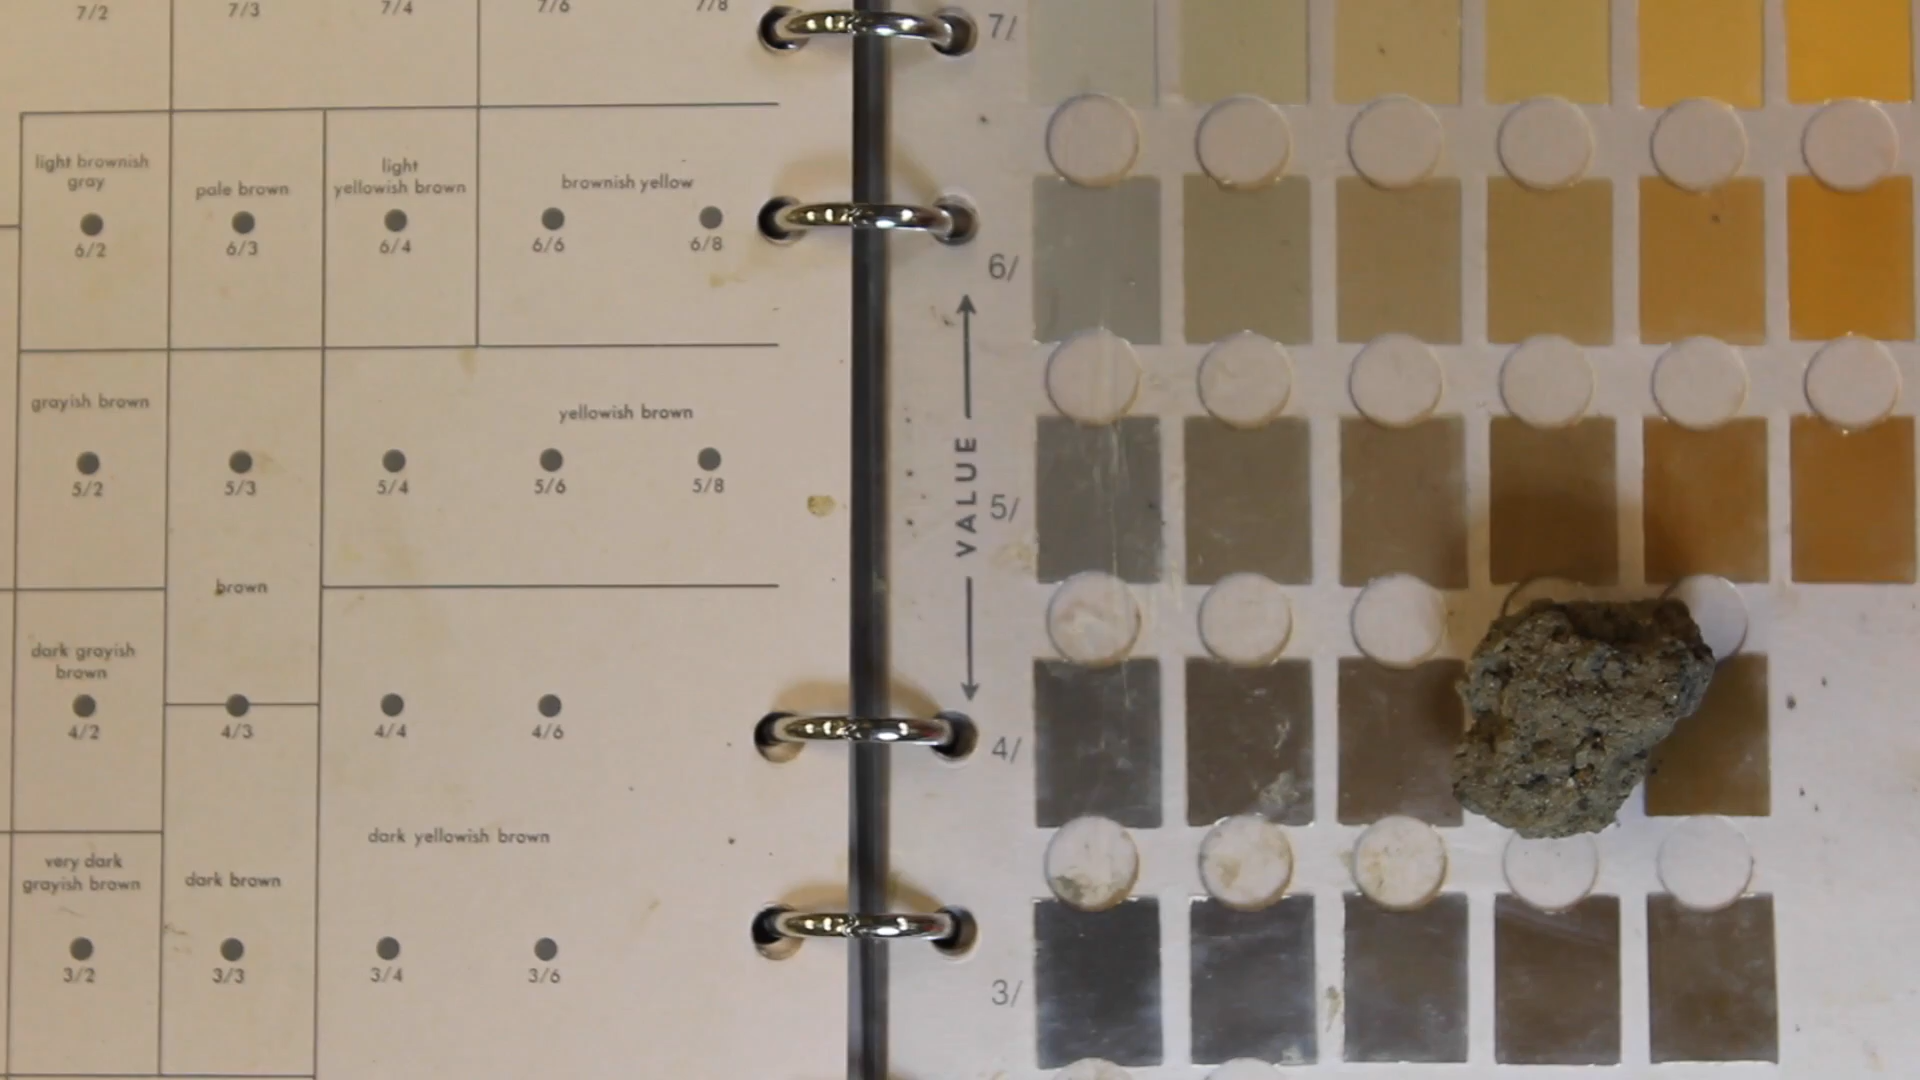 7/2 7/3 7/4 7/6 7/8
light brownish
gray
6/2
pale brown
6/3
light
yellowish brown
6/4
brownish yellow
6/6 6/8
grayish brown
5/2
5/3
brown
yellowish brown
5/4 5/6 5/8
dark grayish
brown
4/2
4/3
4/4 4/6
dark yellowish brown
very dark
grayish brown
3/2
dark brown
3/3
3/4 3/6
7/
6/
VALUE
5/
4/
3/